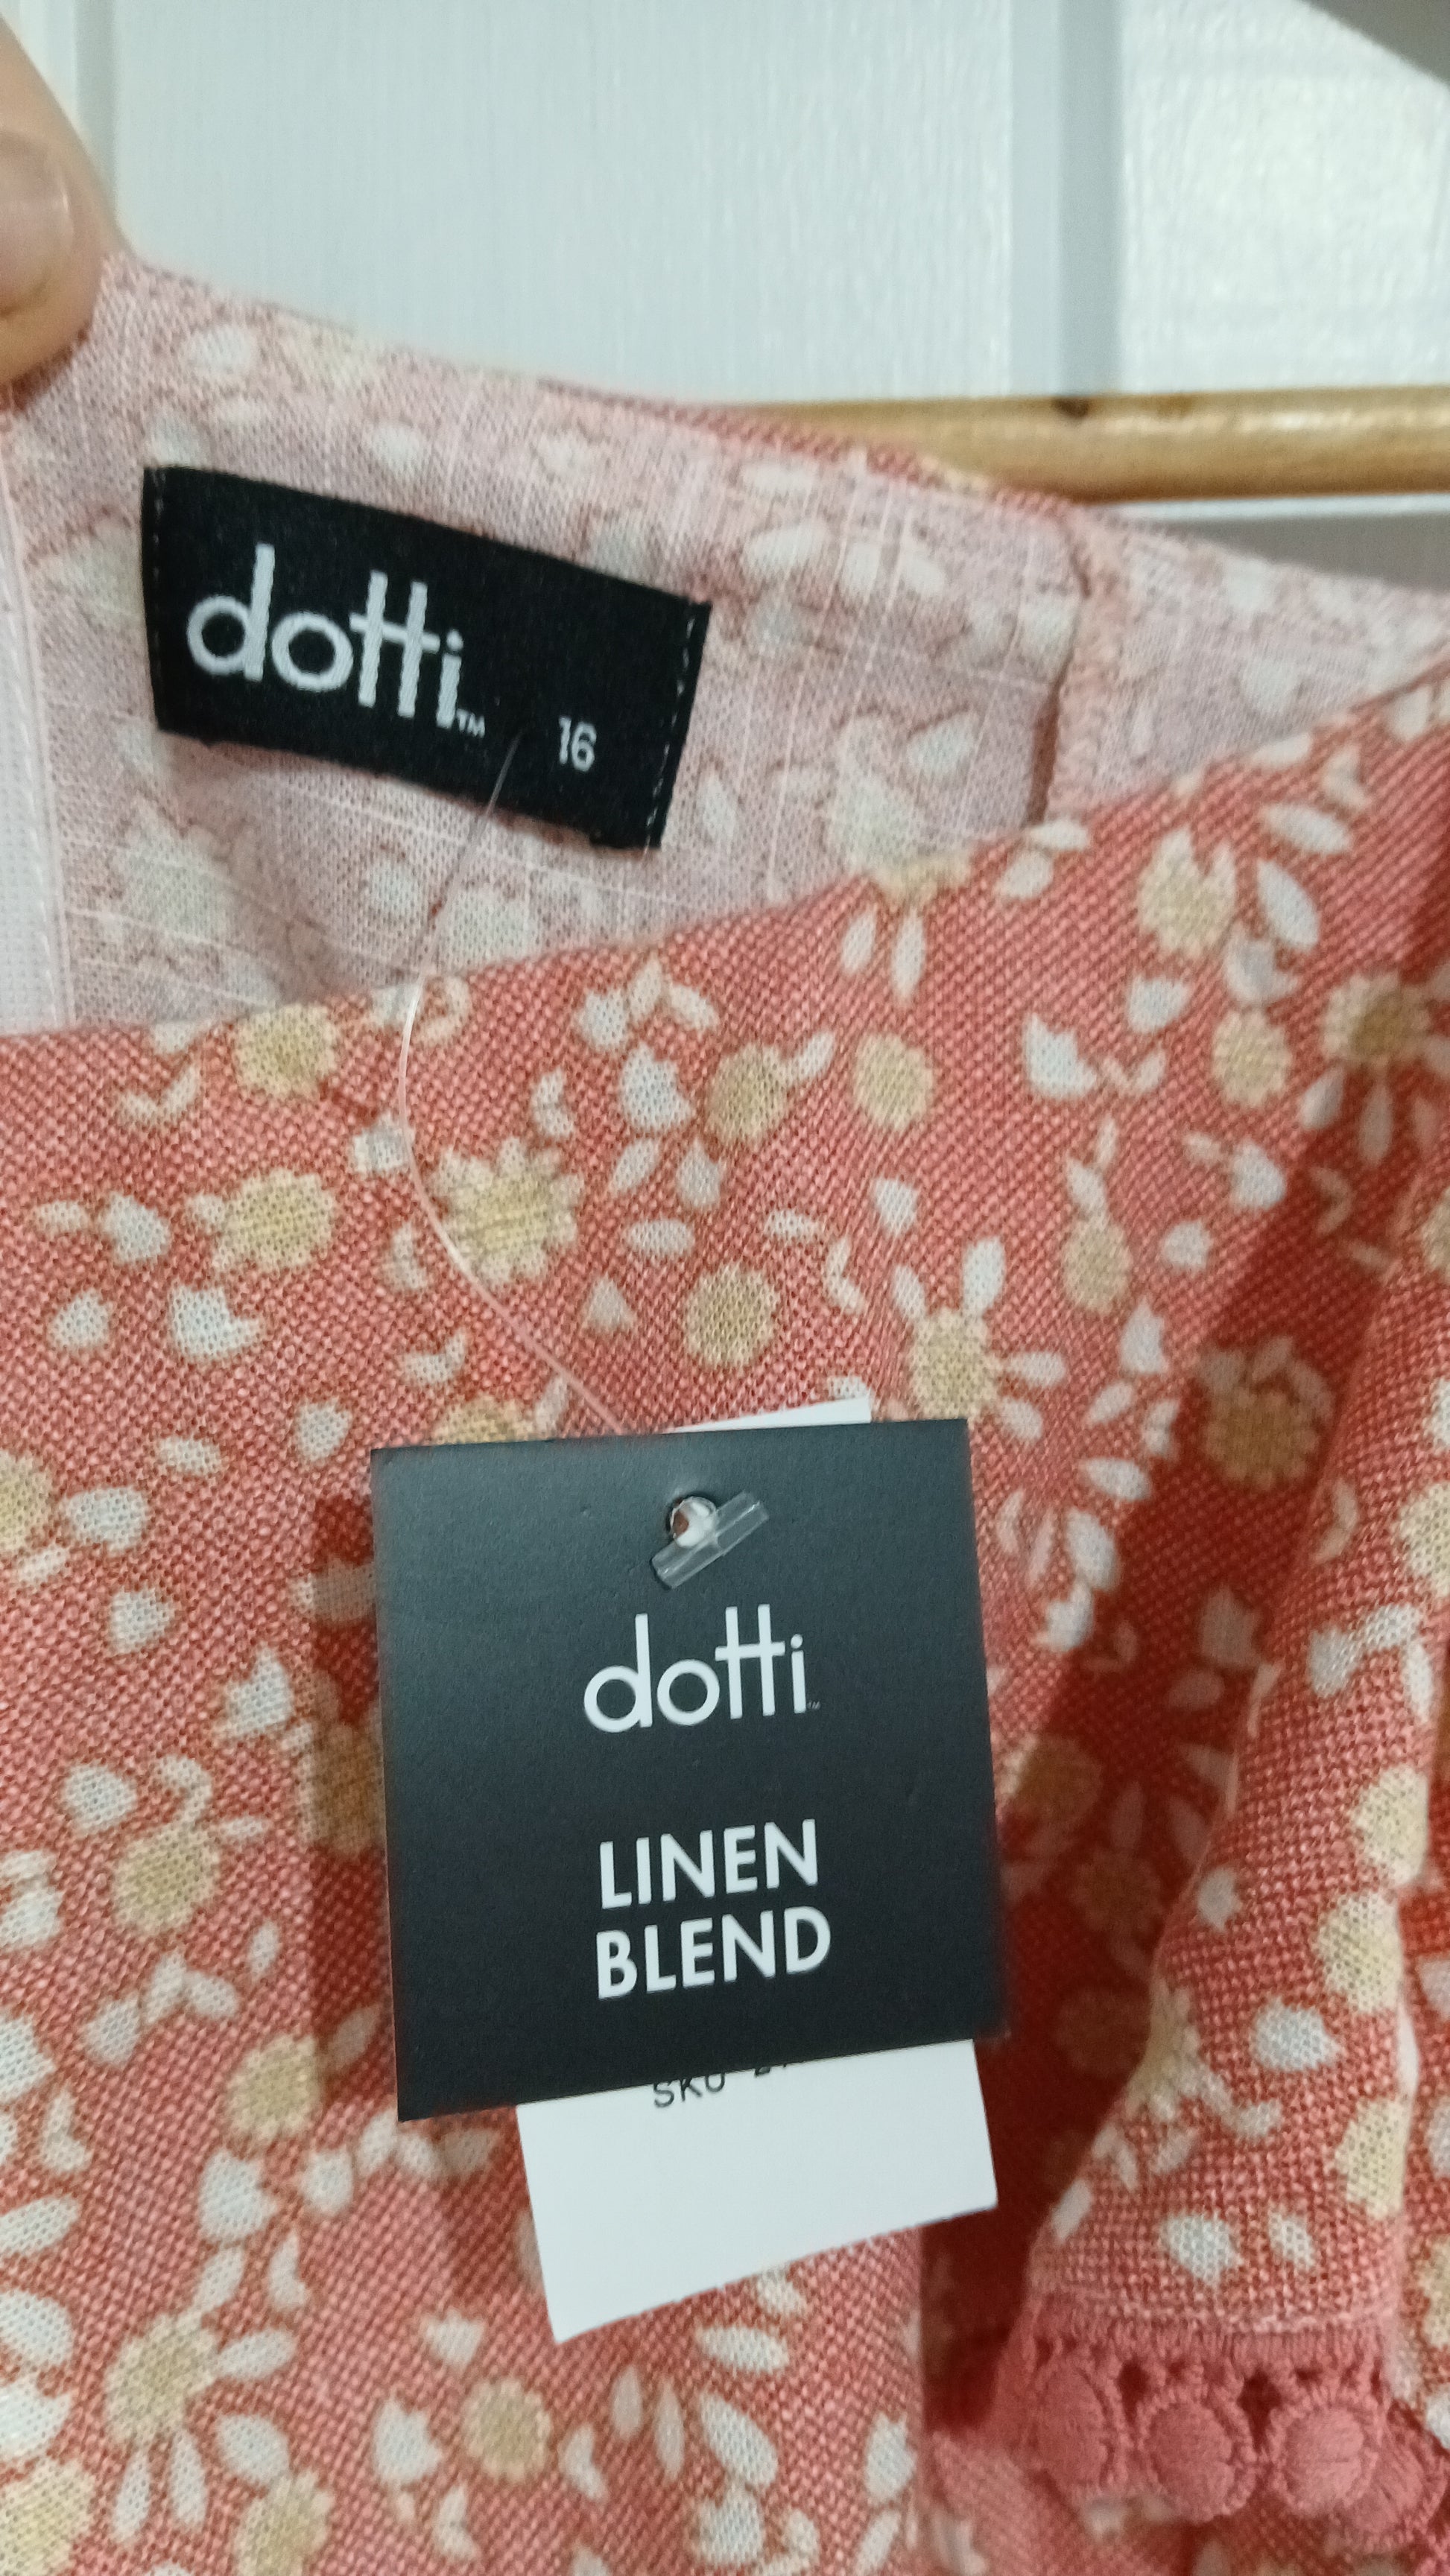 dotti™
16
dotti™
LINEN
BLEND
SKU